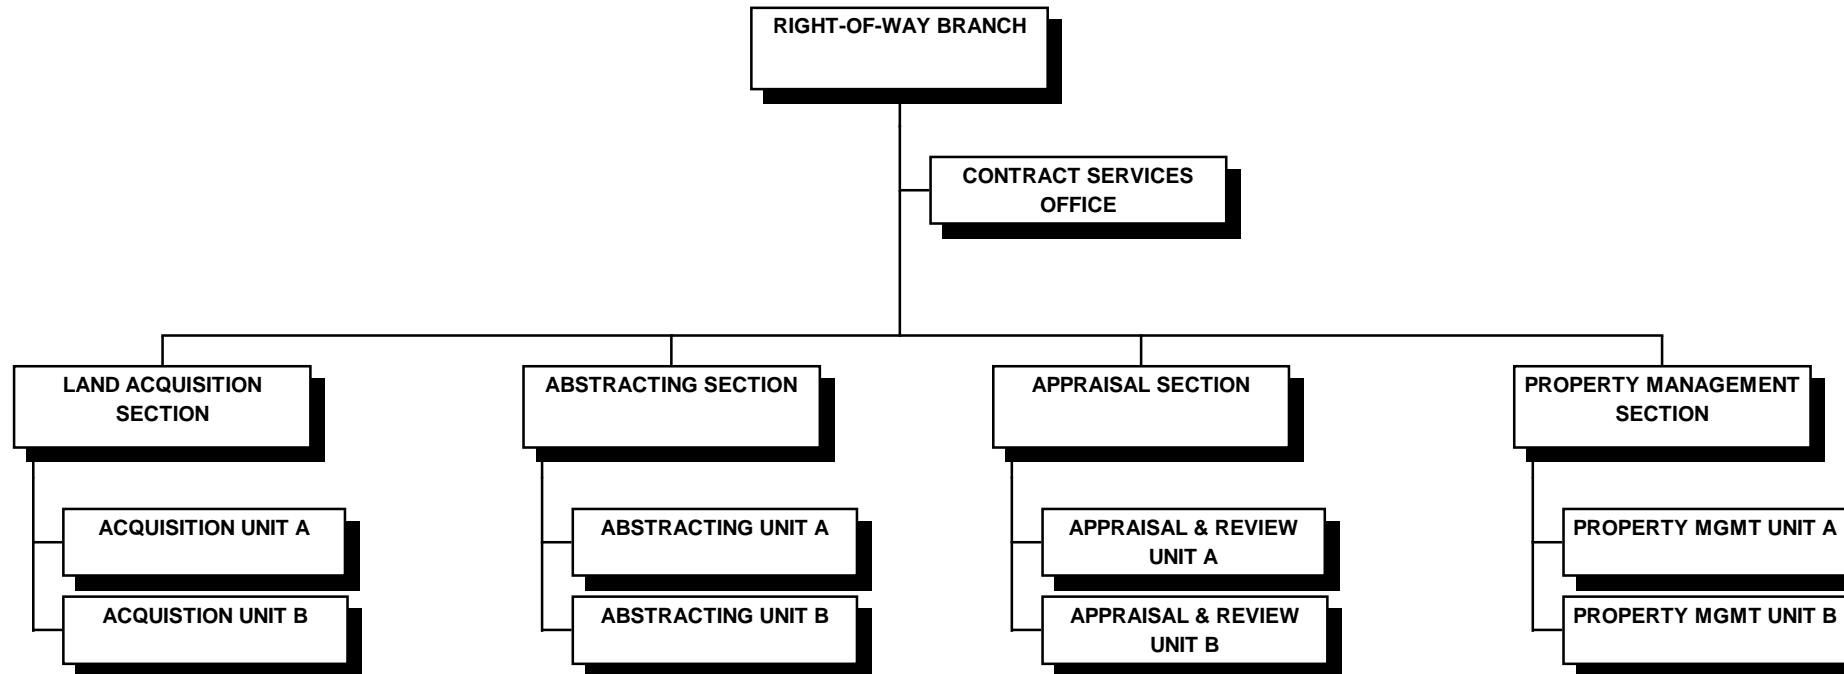 RIGHT-OF-WAY BRANCH
CONTRACT SERVICES
OFFICE
LAND ACQUISITION
SECTION
ABSTRACTING SECTION
APPRAISAL SECTION
PROPERTY MANAGEMENT
SECTION
ACQUISITION UNIT A
ABSTRACTING UNIT A
APPRAISAL & REVIEW
UNIT A
PROPERTY MGMT UNIT A
ACQUISTION UNIT B
ABSTRACTING UNIT B
APPRAISAL & REVIEW
UNIT B
PROPERTY MGMT UNIT B